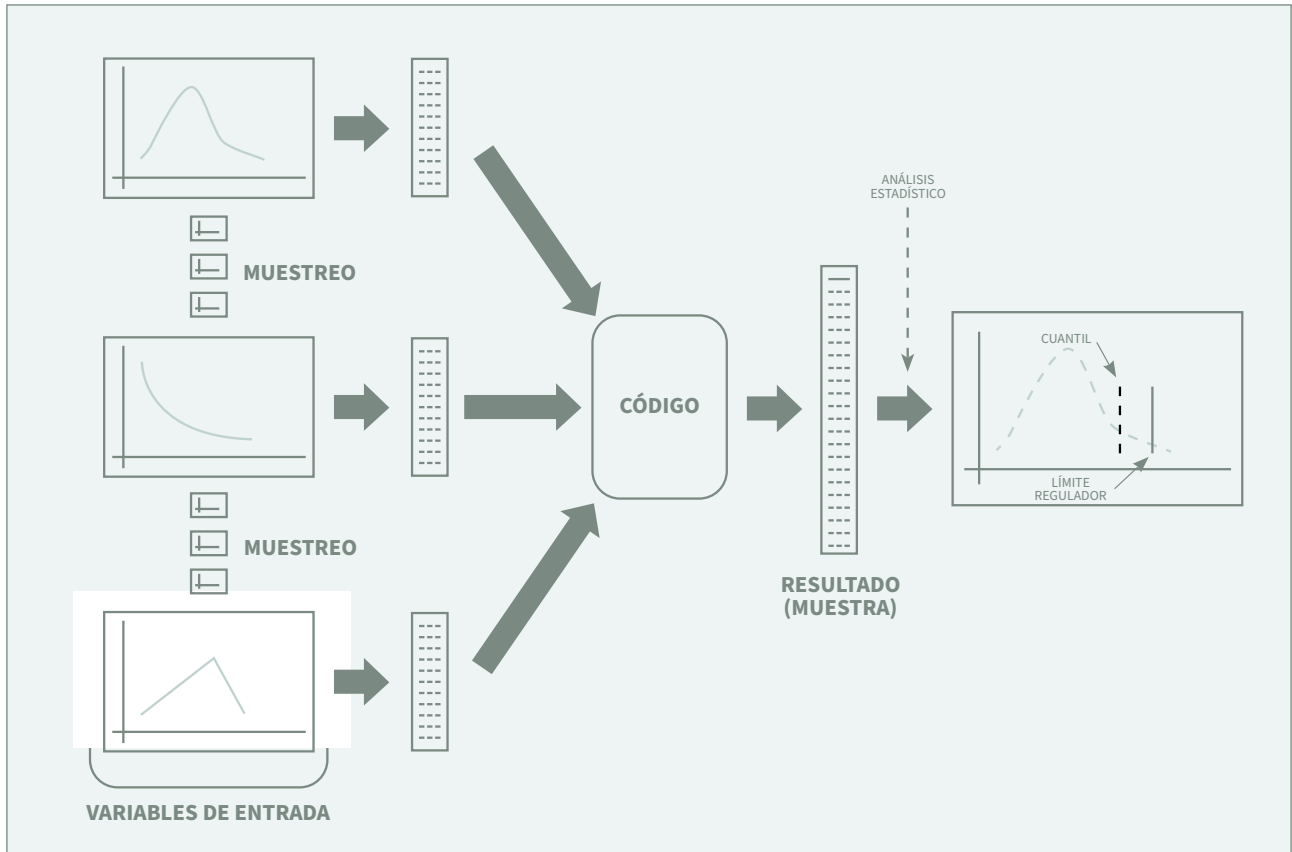 ANÁLISIS
ESTADÍSTICO
MUESTREO
CUANTIL
CÓDIGO
LÍMITE
REGULADOR
MUESTREO
RESULTADO
(MUESTRA)
VARIABLES DE ENTRADA